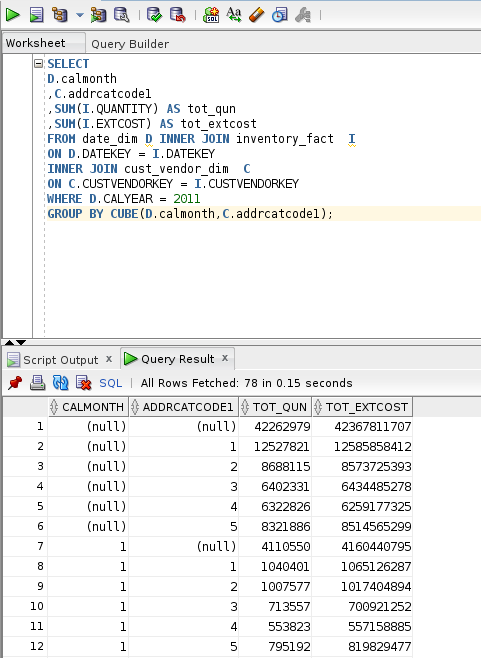 Worksheet Query Builder
SELECT
D.calmonth
,C.addrcatcode1
,SUM(I.QUANTITY) AS tot_qun
,SUM(I.EXTCOST) AS tot_extcost
FROM date_dim D INNER JOIN inventory_fact I
ON D.DATEKEY = I.DATEKEY
INNER JOIN cust_vendor_dim C
ON C.CUSTVENDORKEY = I.CUSTVENDORKEY
WHERE D.CALYEAR = 2011
GROUP BY CUBE(D.calmonth,C.addrcatcode1);
Script Output x Query Result x
SQL | All Rows Fetched: 78 in 0.15 seconds
CALMONTH ADDRCATCODE1 TOT_QUN TOT_EXTCOST
1 (null) (null) 42262979 42367811707
2 (null) 1 12527821 12585858412
3 (null) 2 8688115 8573725393
4 (null) 3 6402331 6434485278
5 (null) 4 6322826 6259177325
6 (null) 5 8321886 8514565299
7 1 (null) 4110550 4160440795
8 1 1 1040401 1065126287
9 1 2 1007577 1017404894
10 1 3 713557 700921252
11 1 4 553823 557158885
12 1 5 795192 819829477